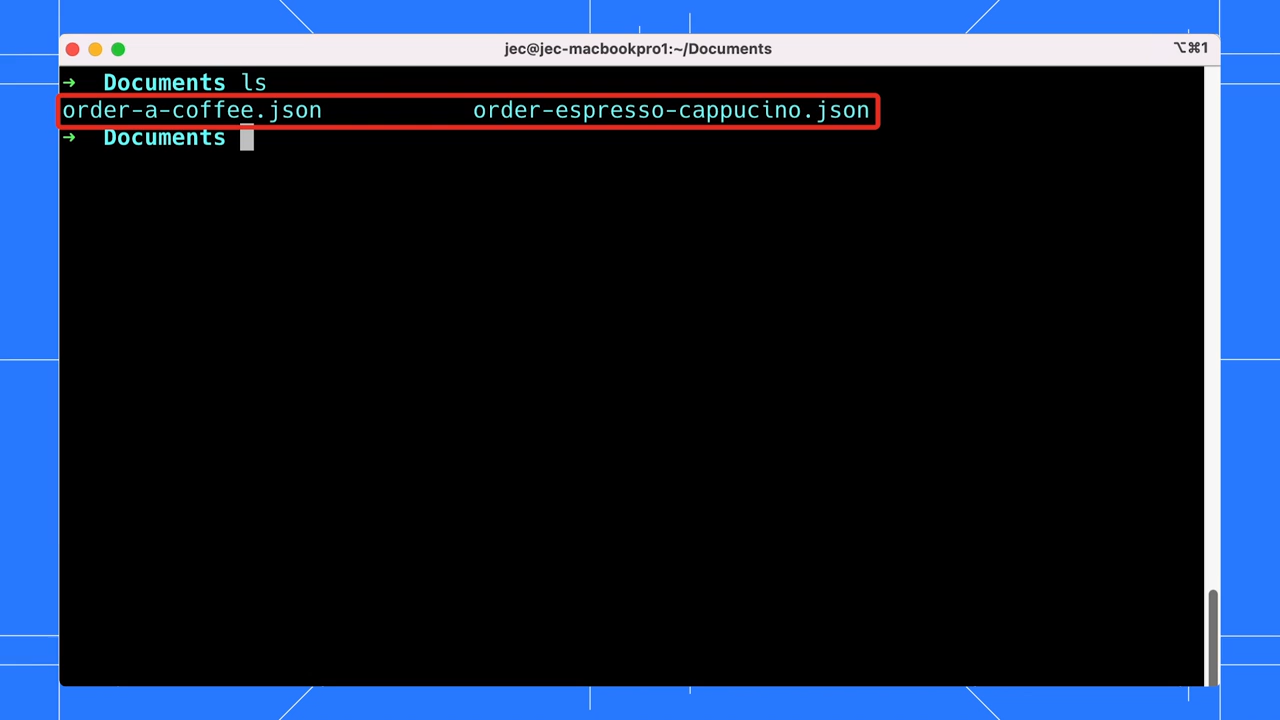 jec@jec-macbookpro1:~/Documents ⌥⌘1
➜ Documents ls
order-a-coffee.json order-espresso-cappucino.json
➜ Documents